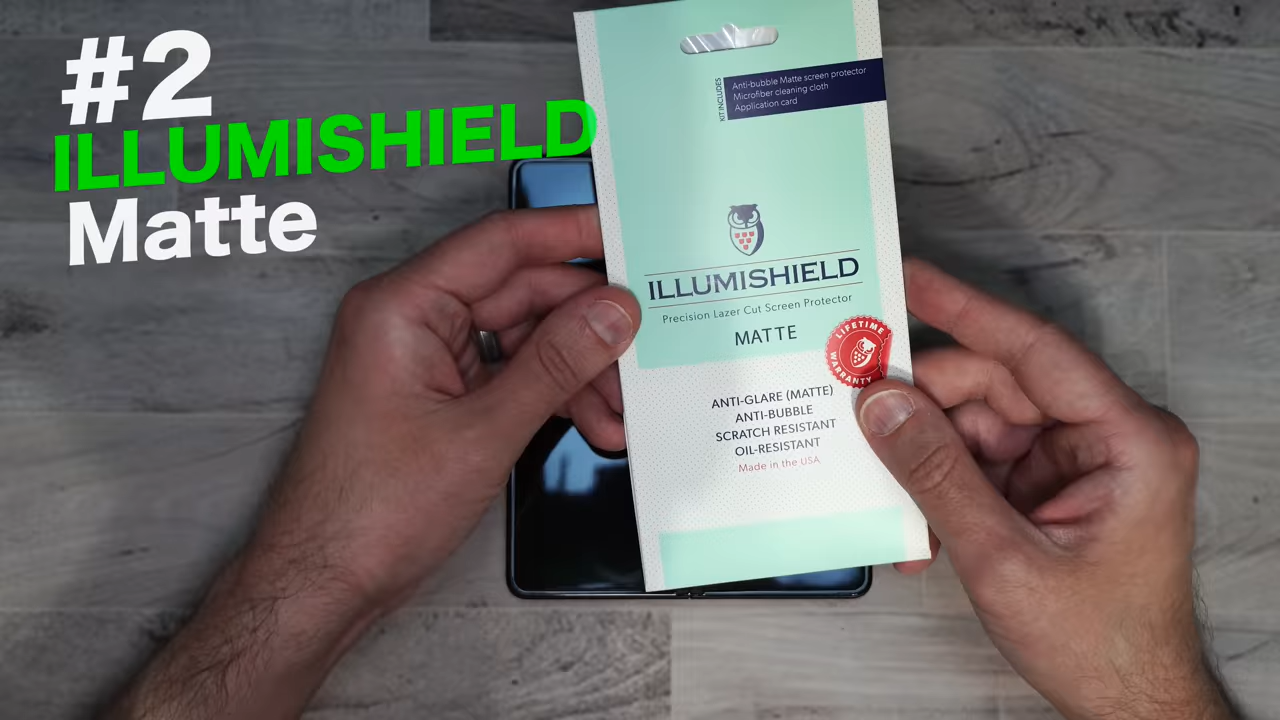 #2
ILLUMISHIELD
Matte
KIT INCLUDES
Anti-bubble Matte screen protector
Microfiber cleaning cloth
Application card
ILLUMISHIELD
Precision Lazer Cut Screen Protector
MATTE
LIFETIME
WARRANTY
ANTI-GLARE (MATTE)
ANTI-BUBBLE
SCRATCH RESISTANT
OIL-RESISTANT
Made in the USA